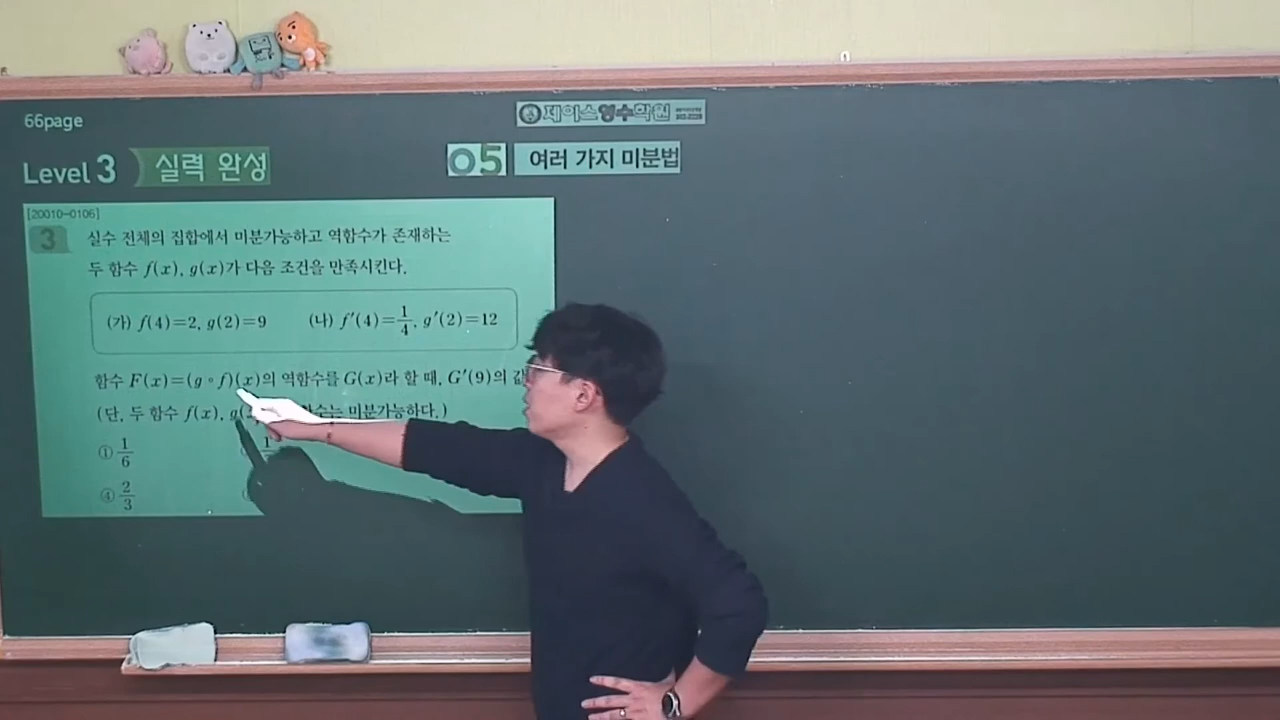 66page
제이스영수학원
Level 3 실력 완성
05 여러 가지 미분법
[20010-0106]
3 실수 전체의 집합에서 미분가능하고 역함수가 존재하는
두 함수 f(x), g(x)가 다음 조건을 만족시킨다.
(가) f(4)=2, g(2)=9 (나) f′(4)=1/4, g′(2)=12
함수 F(x)=(g∘f)(x)의 역함수를 G(x)라 할 때, G′(9)의
(단, 두 함수 f(x), 미분가능하다.)
① 1/6
④ 2/3